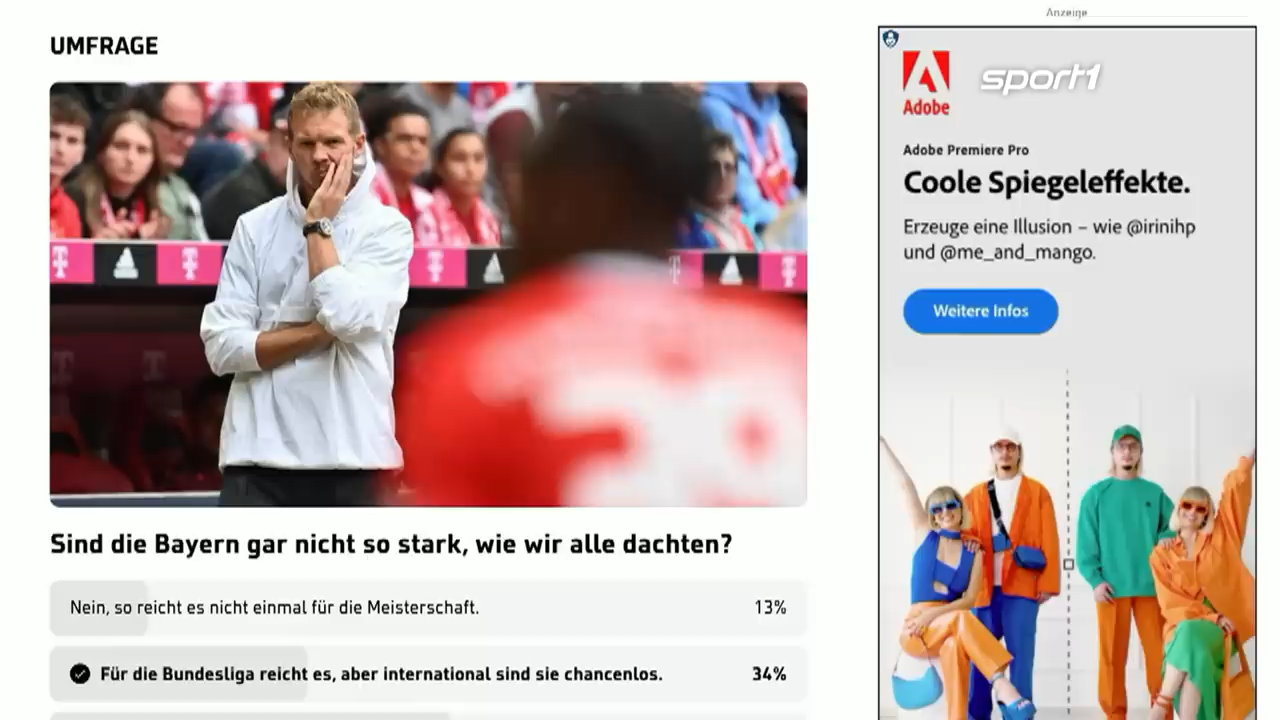 Anzeige
UMFRAGE
Adobe
sport1
Adobe Premiere Pro
Coole Spiegeleffekte.
Erzeuge eine Illusion – wie @irinihp
und @me_and_mango.
Weitere Infos
Sind die Bayern gar nicht so stark, wie wir alle dachten?
Nein, so reicht es nicht einmal für die Meisterschaft. 13%
Für die Bundesliga reicht es, aber international sind sie chancenlos. 34%